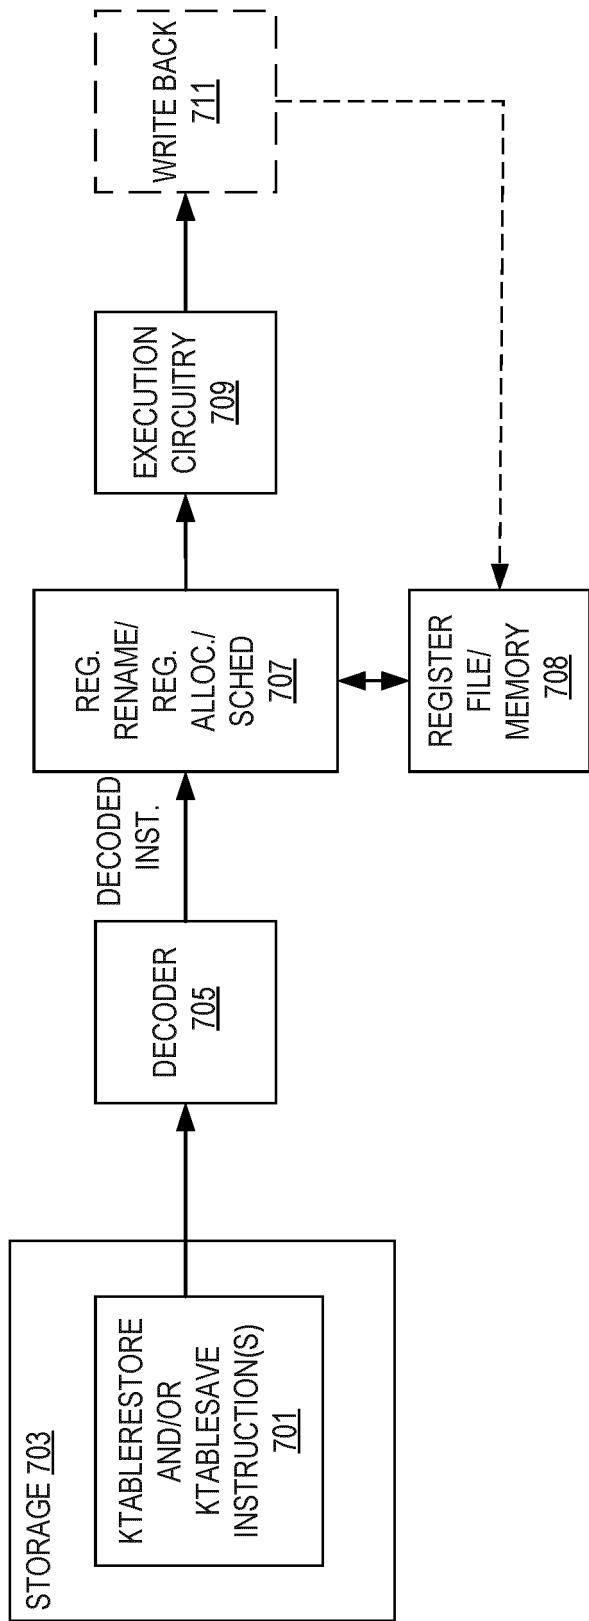 STORAGE 703
KTABLERESTORE
AND/OR
KTABLESAVE
INSTRUCTION(S)
701
DECODER
705
DECODED
INST.
REG.
RENAME/
REG.
ALLOC./
SCHED
707
REGISTER
FILE/
MEMORY
708
EXECUTION
CIRCUITRY
709
WRITE BACK
711